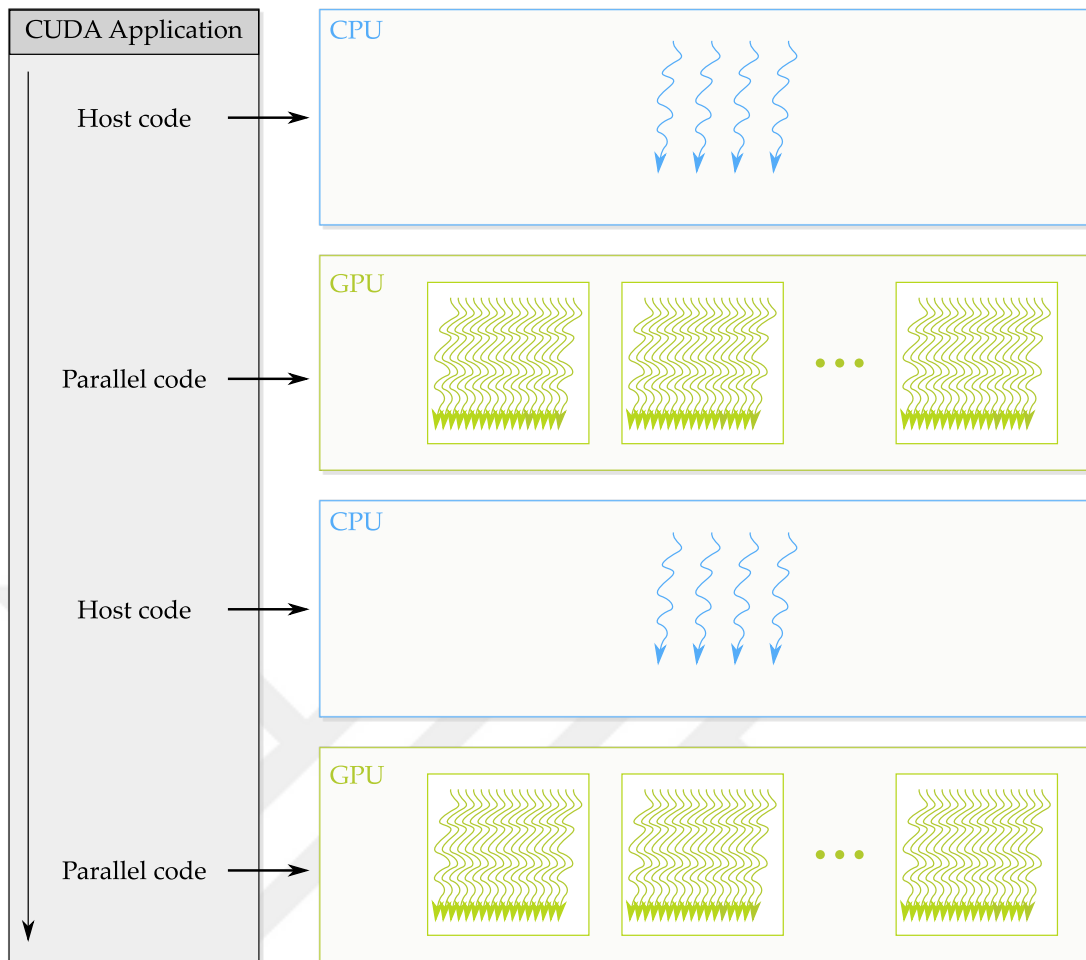 CUDA Application
CPU
Host code
GPU
Parallel code
CPU
Host code
GPU
Parallel code